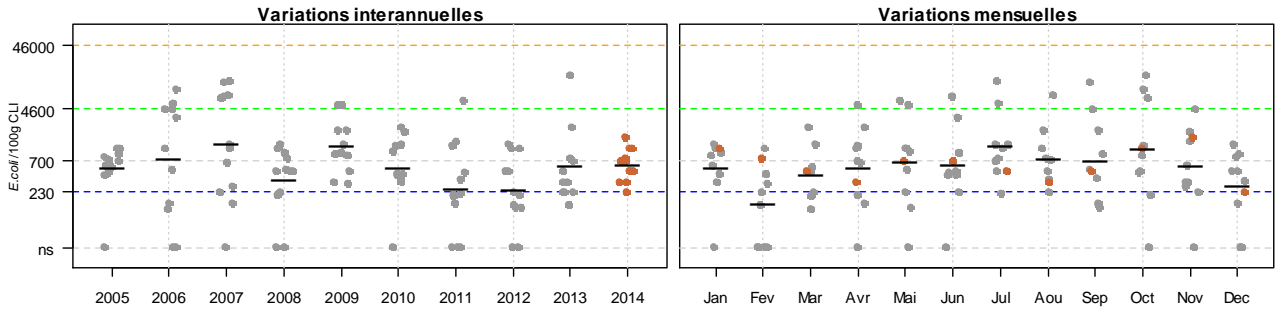 Variations interannuelles
Variations mensuelles
E.coli/100g CLI
46000
4600
700
230
ns
2005 2006 2007 2008 2009 2010 2011 2012 2013 2014
Jan Fev Mar Avr Mai Jun Jul Aou Sep Oct Nov Dec